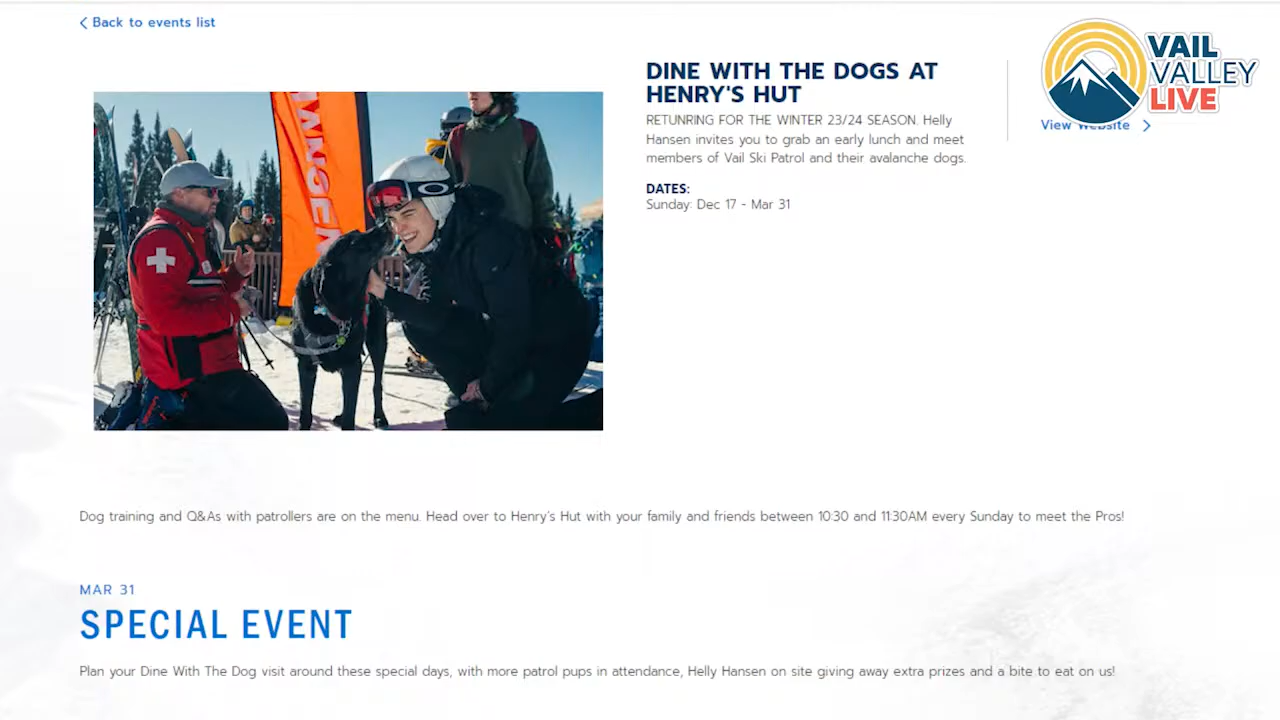 Back to events list
VAIL
VALLEY
LIVE
DINE WITH THE DOGS AT
HENRY'S HUT
RETUNRING FOR THE WINTER 23/24 SEASON. Helly
Hansen invites you to grab an early lunch and meet
members of Vail Ski Patrol and their avalanche dogs.
View Website
DATES:
Sunday: Dec 17 - Mar 31
Dog training and Q&As with patrollers are on the menu. Head over to Henry's Hut with your family and friends between 10:30 and 11:30AM every Sunday to meet the Pros!
MAR 31
SPECIAL EVENT
Plan your Dine With The Dog visit around these special days, with more patrol pups in attendance, Helly Hansen on site giving away extra prizes and a bite to eat on us!